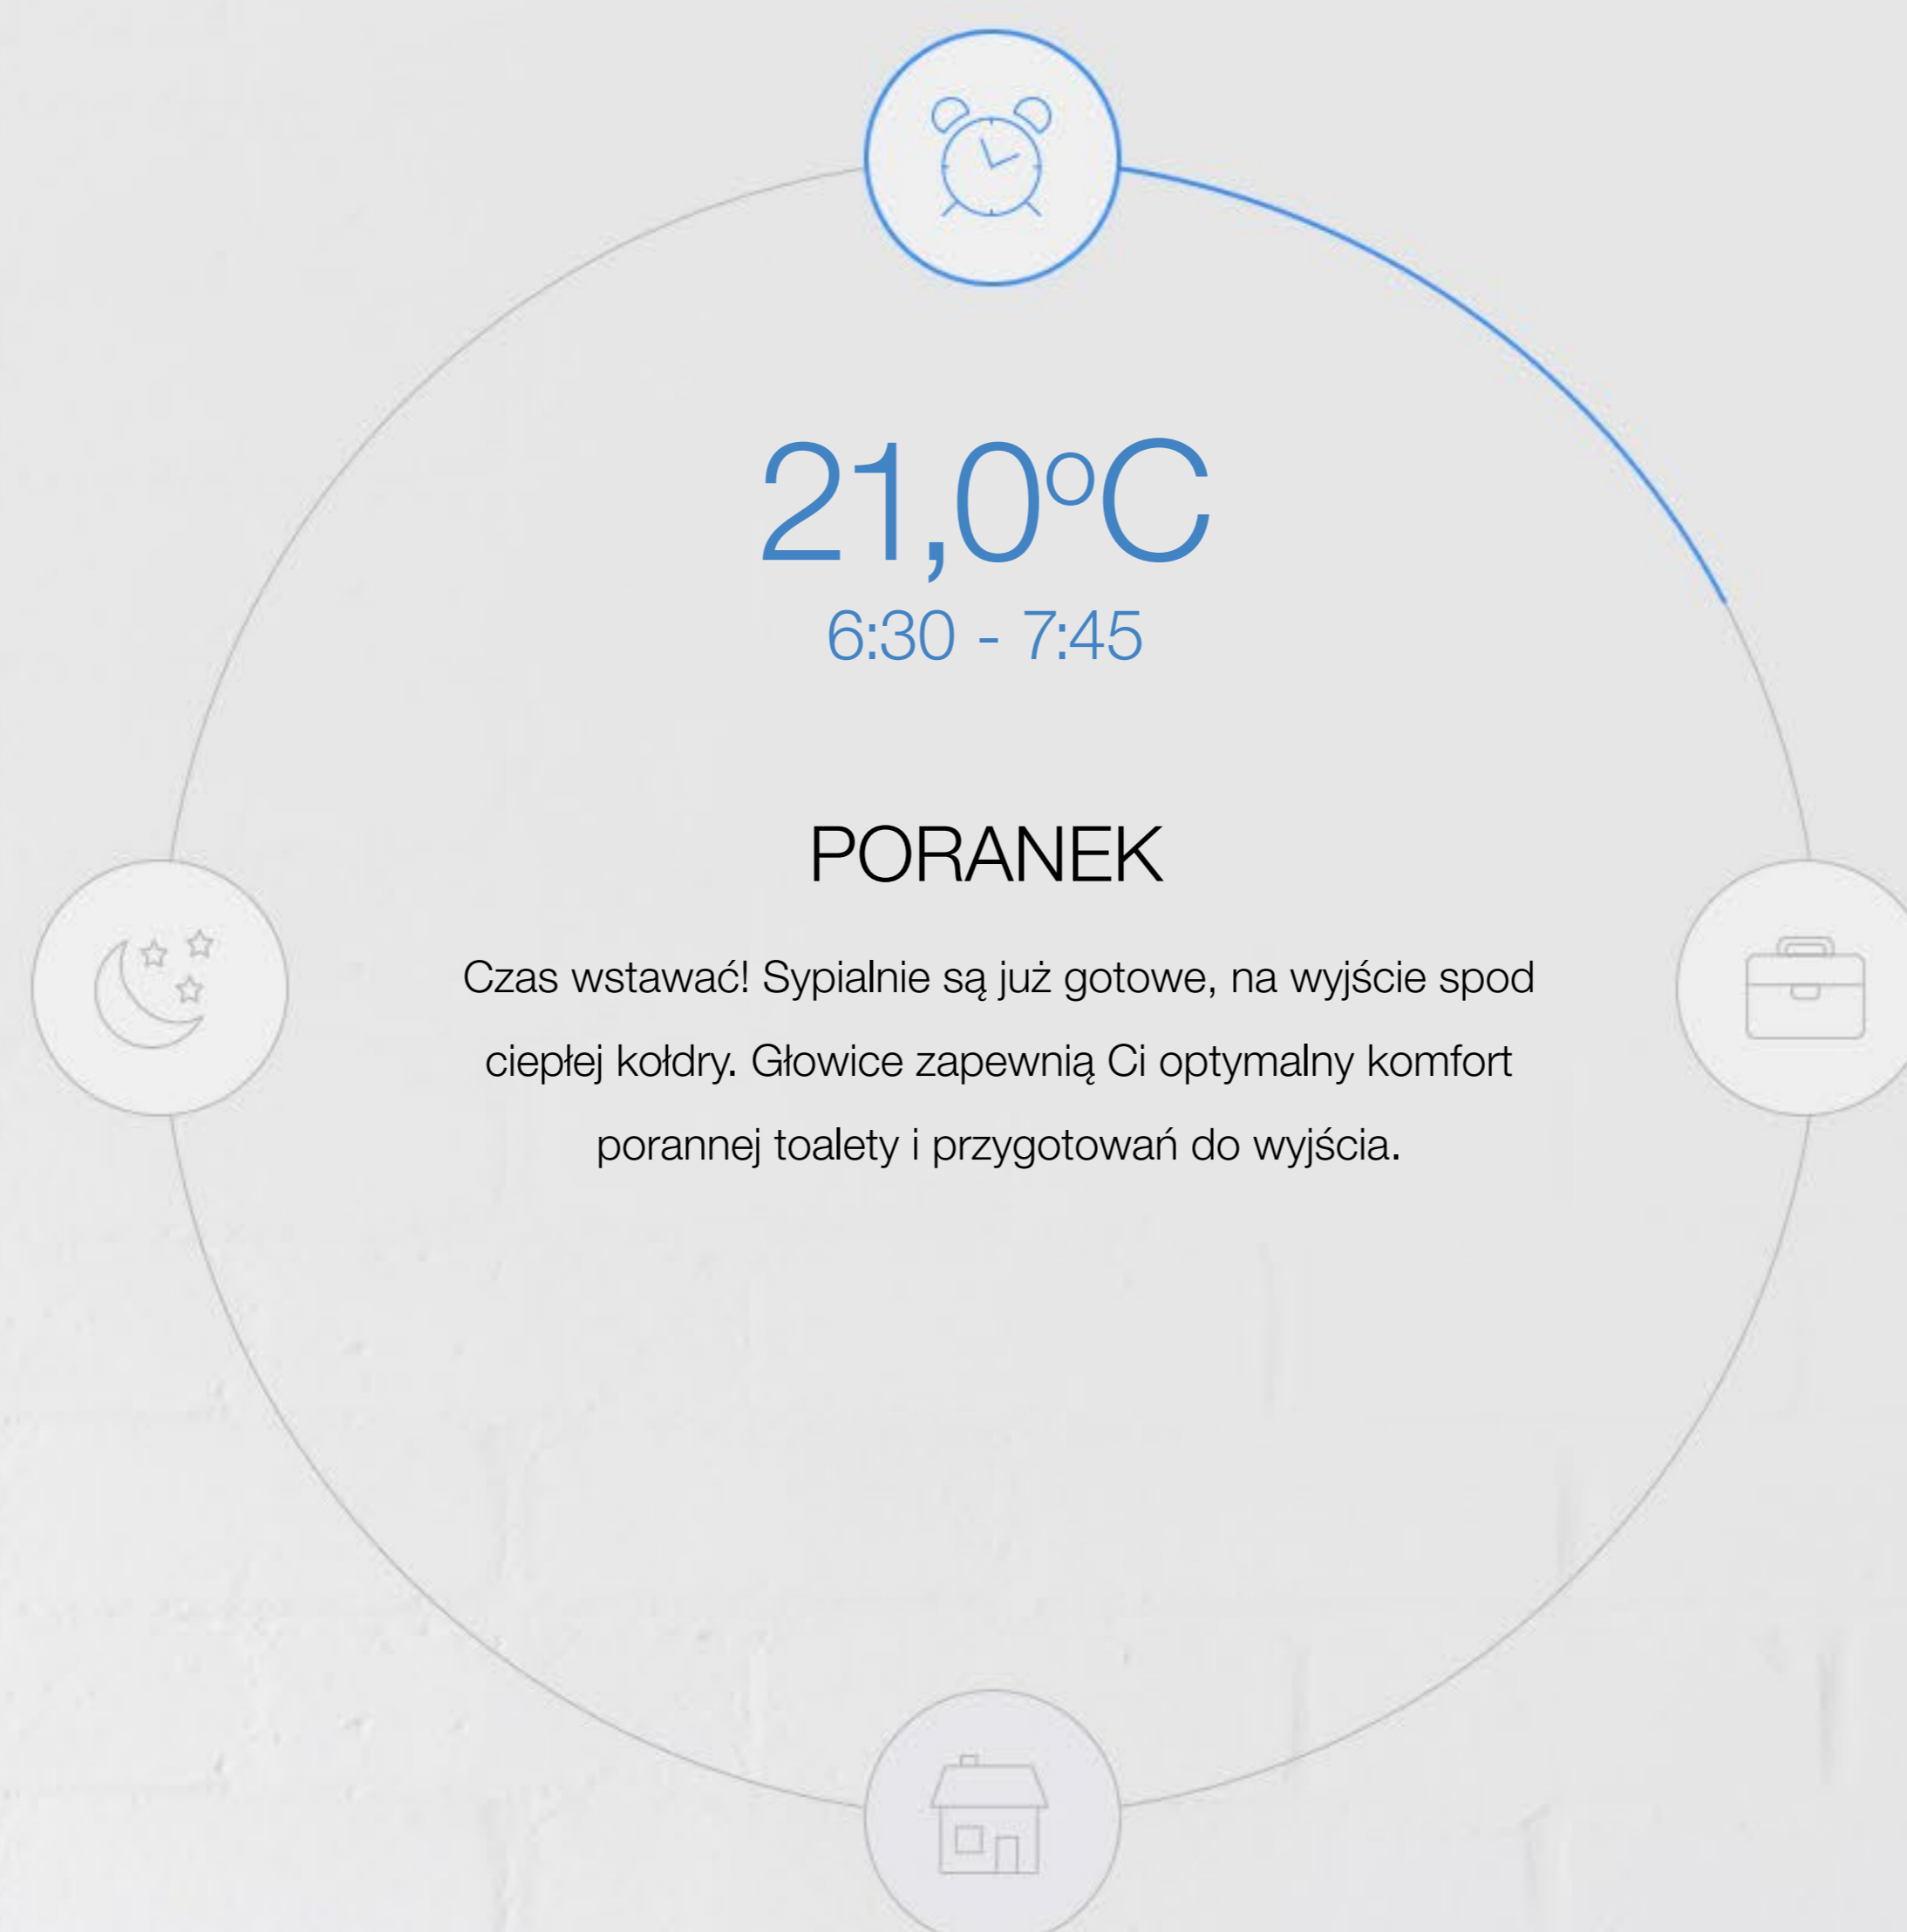 21,0ºC
6:30 - 7:45
PORANEK
Czas wstawać! Sypialnie są już gotowe, na wyjście spod
ciepłej kołdry. Głowice zapewnią Ci optymalny komfort
porannej toalety i przygotowań do wyjścia.